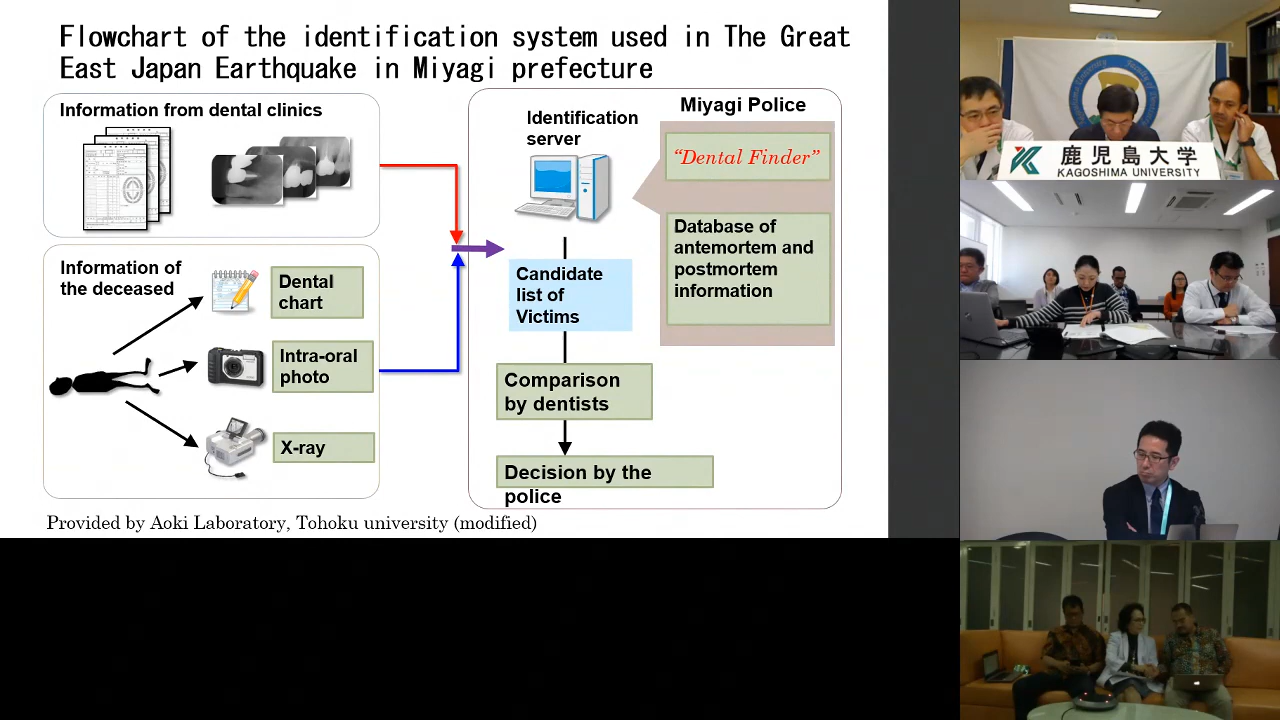 Flowchart of the identification system used in The Great
East Japan Earthquake in Miyagi prefecture
Information from dental clinics
Information of
the deceased
Dental
chart
Intra-oral
photo
X-ray
Identification
server
Miyagi Police
“Dental Finder”
Database of
antemortem and
postmortem
information
Candidate
list of
Victims
Comparison
by dentists
Decision by the
police
Provided by Aoki Laboratory, Tohoku university (modified)
鹿児島大学
KAGOSHIMA UNIVERSITY